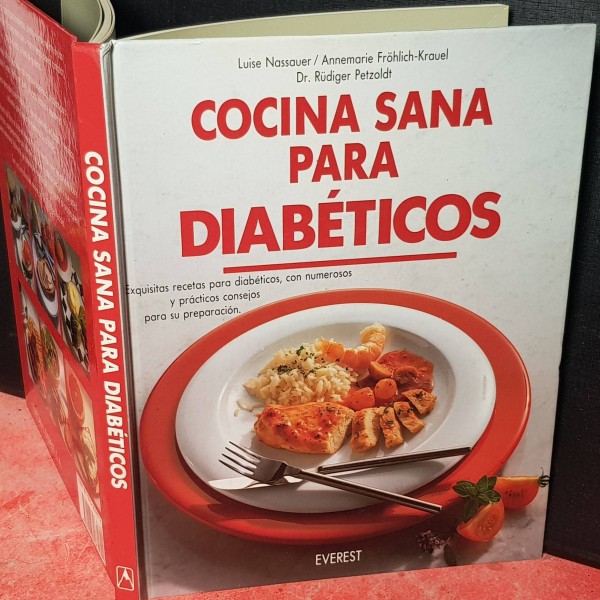 Luise Nassauer / Annemarie Fröhlich-Krauel
Dr. Rüdiger Petzoldt
COCINA SANA
PARA
DIABÉTICOS
Exquisitas recetas para diabéticos, con numerosos
y prácticos consejos
para su preparación.
EVEREST
COCINA SANA PARA DIABÉTICOS